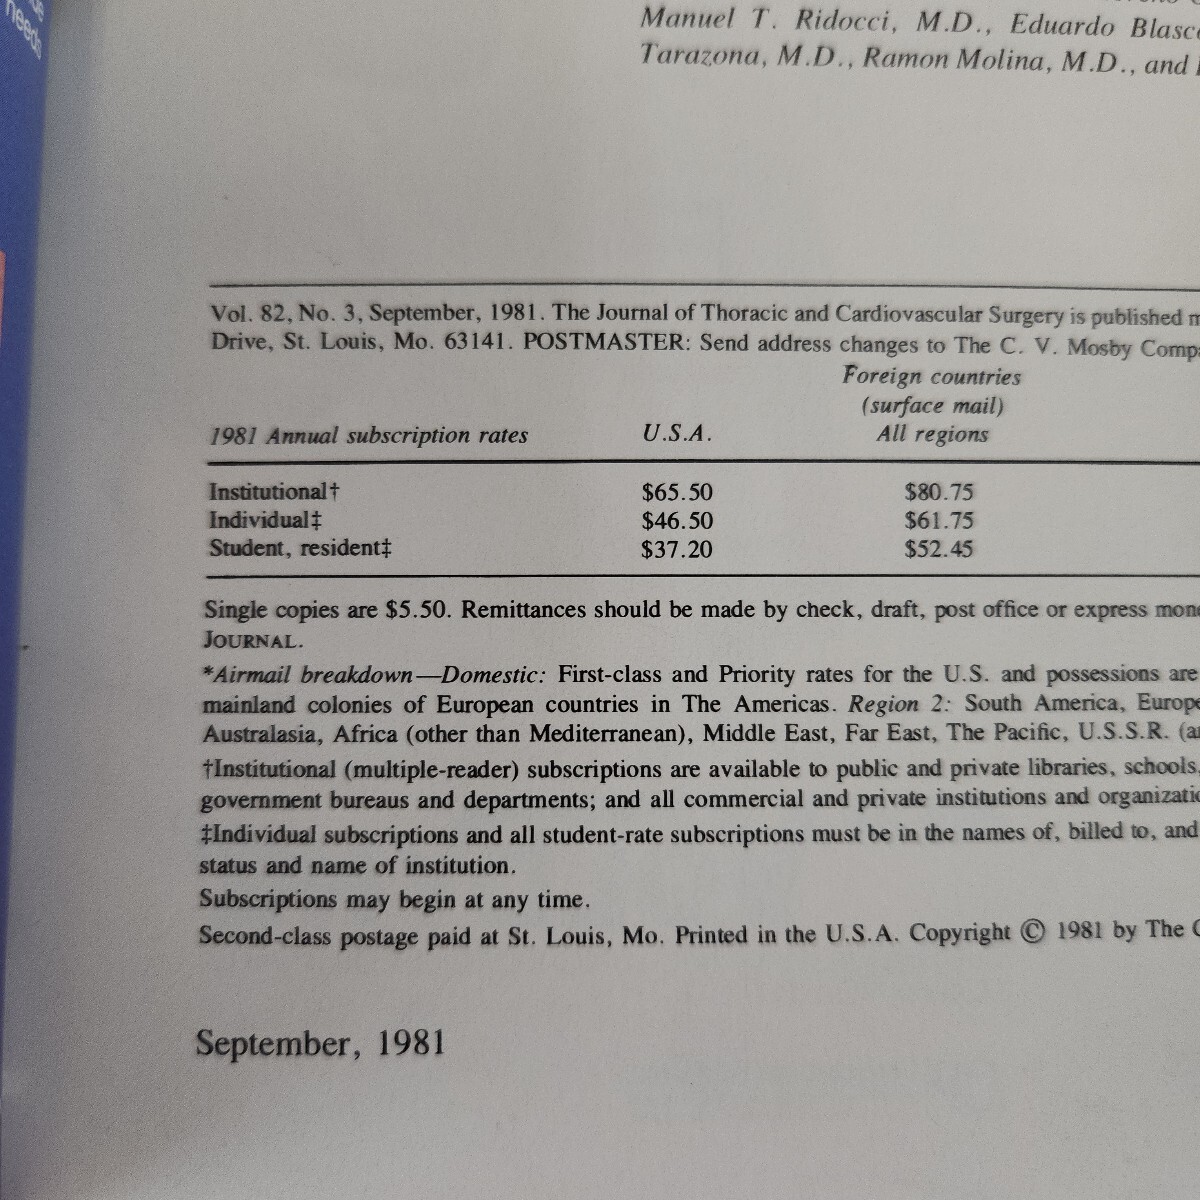 needs
Manuel T. Ridocci, M.D., Eduardo
Tarazona, M.D., Ramon Molina, M.D., and
Vol. 82, No. 3, September, 1981. The Journal of Thoracic and Cardiovascular Surgery is published
Drive, St. Louis, Mo. 63141. POSTMASTER: Send address changes to The C. V. Mosby
Foreign countries
(surface mail)
1981 Annual subscription rates U.S.A. All regions
Institutional† $65.50 $80.75
Individual‡ $46.50 $61.75
Student, resident‡ $37.20 $52.45
Single copies are $5.50. Remittances should be made by check, draft, post office or express
JOURNAL.
*Airmail breakdown—Domestic: First-class and Priority rates for the U.S. and possessions are
mainland colonies of European countries in The Americas. Region 2: South America,
Australasia, Africa (other than Mediterranean), Middle East, Far East, The Pacific, U.S.S.R.
†Institutional (multiple-reader) subscriptions are available to public and private libraries, schools,
government bureaus and departments; and all commercial and private institutions and
‡Individual subscriptions and all student-rate subscriptions must be in the names of, billed to, and
status and name of institution.
Subscriptions may begin at any time.
Second-class postage paid at St. Louis, Mo. Printed in the U.S.A. Copyright © 1981 by The
September, 1981